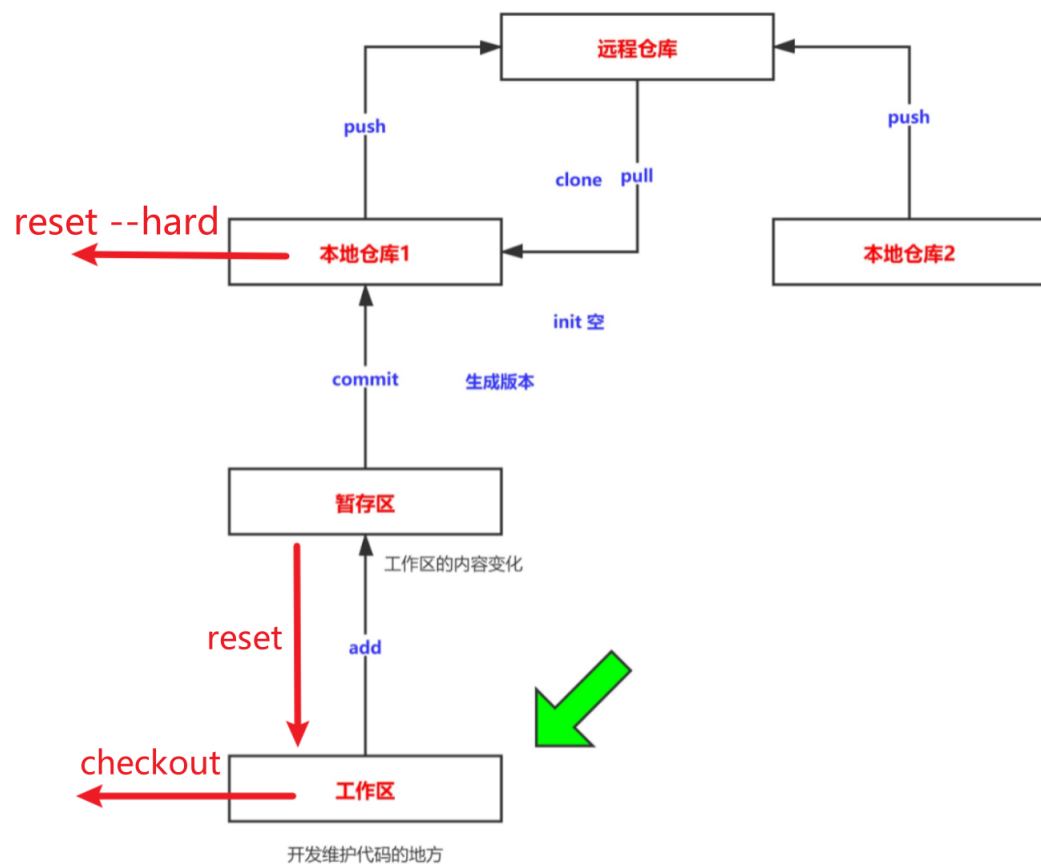 远程仓库
push
push
clone
pull
reset --hard
本地仓库1
本地仓库2
init 空
commit
生成版本
暂存区
工作区的内容变化
reset
add
checkout
工作区
开发维护代码的地方